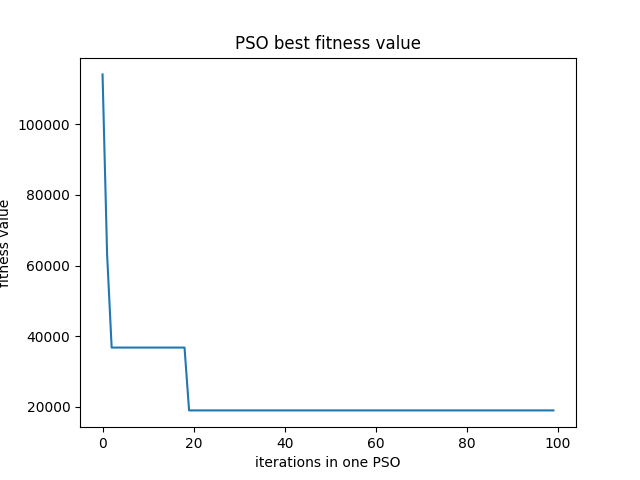 PSO best fitness value
100000
80000
60000
40000
20000
fitness value
0 20 40 60 80 100
iterations in one PSO